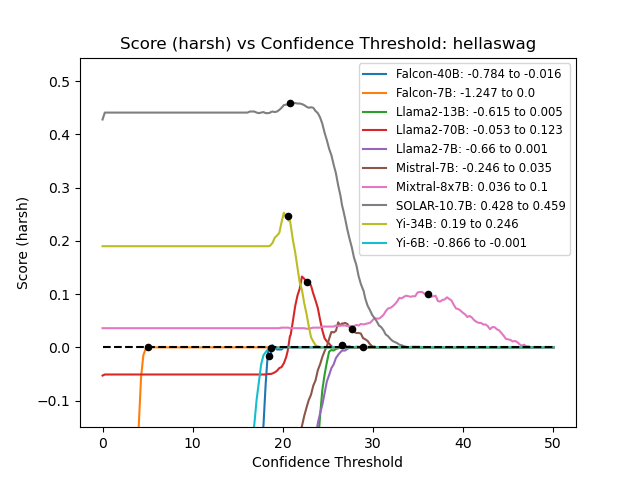 Score (harsh) vs Confidence Threshold: hellaswag
Score (harsh)
0.5
0.4
0.3
0.2
0.1
0.0
−0.1
Falcon-40B: -0.784 to -0.016
Falcon-7B: -1.247 to 0.0
Llama2-13B: -0.615 to 0.005
Llama2-70B: -0.053 to 0.123
Llama2-7B: -0.66 to 0.001
Mistral-7B: -0.246 to 0.035
Mixtral-8x7B: 0.036 to 0.1
SOLAR-10.7B: 0.428 to 0.459
Yi-34B: 0.19 to 0.246
Yi-6B: -0.866 to -0.001
0 10 20 30 40 50
Confidence Threshold